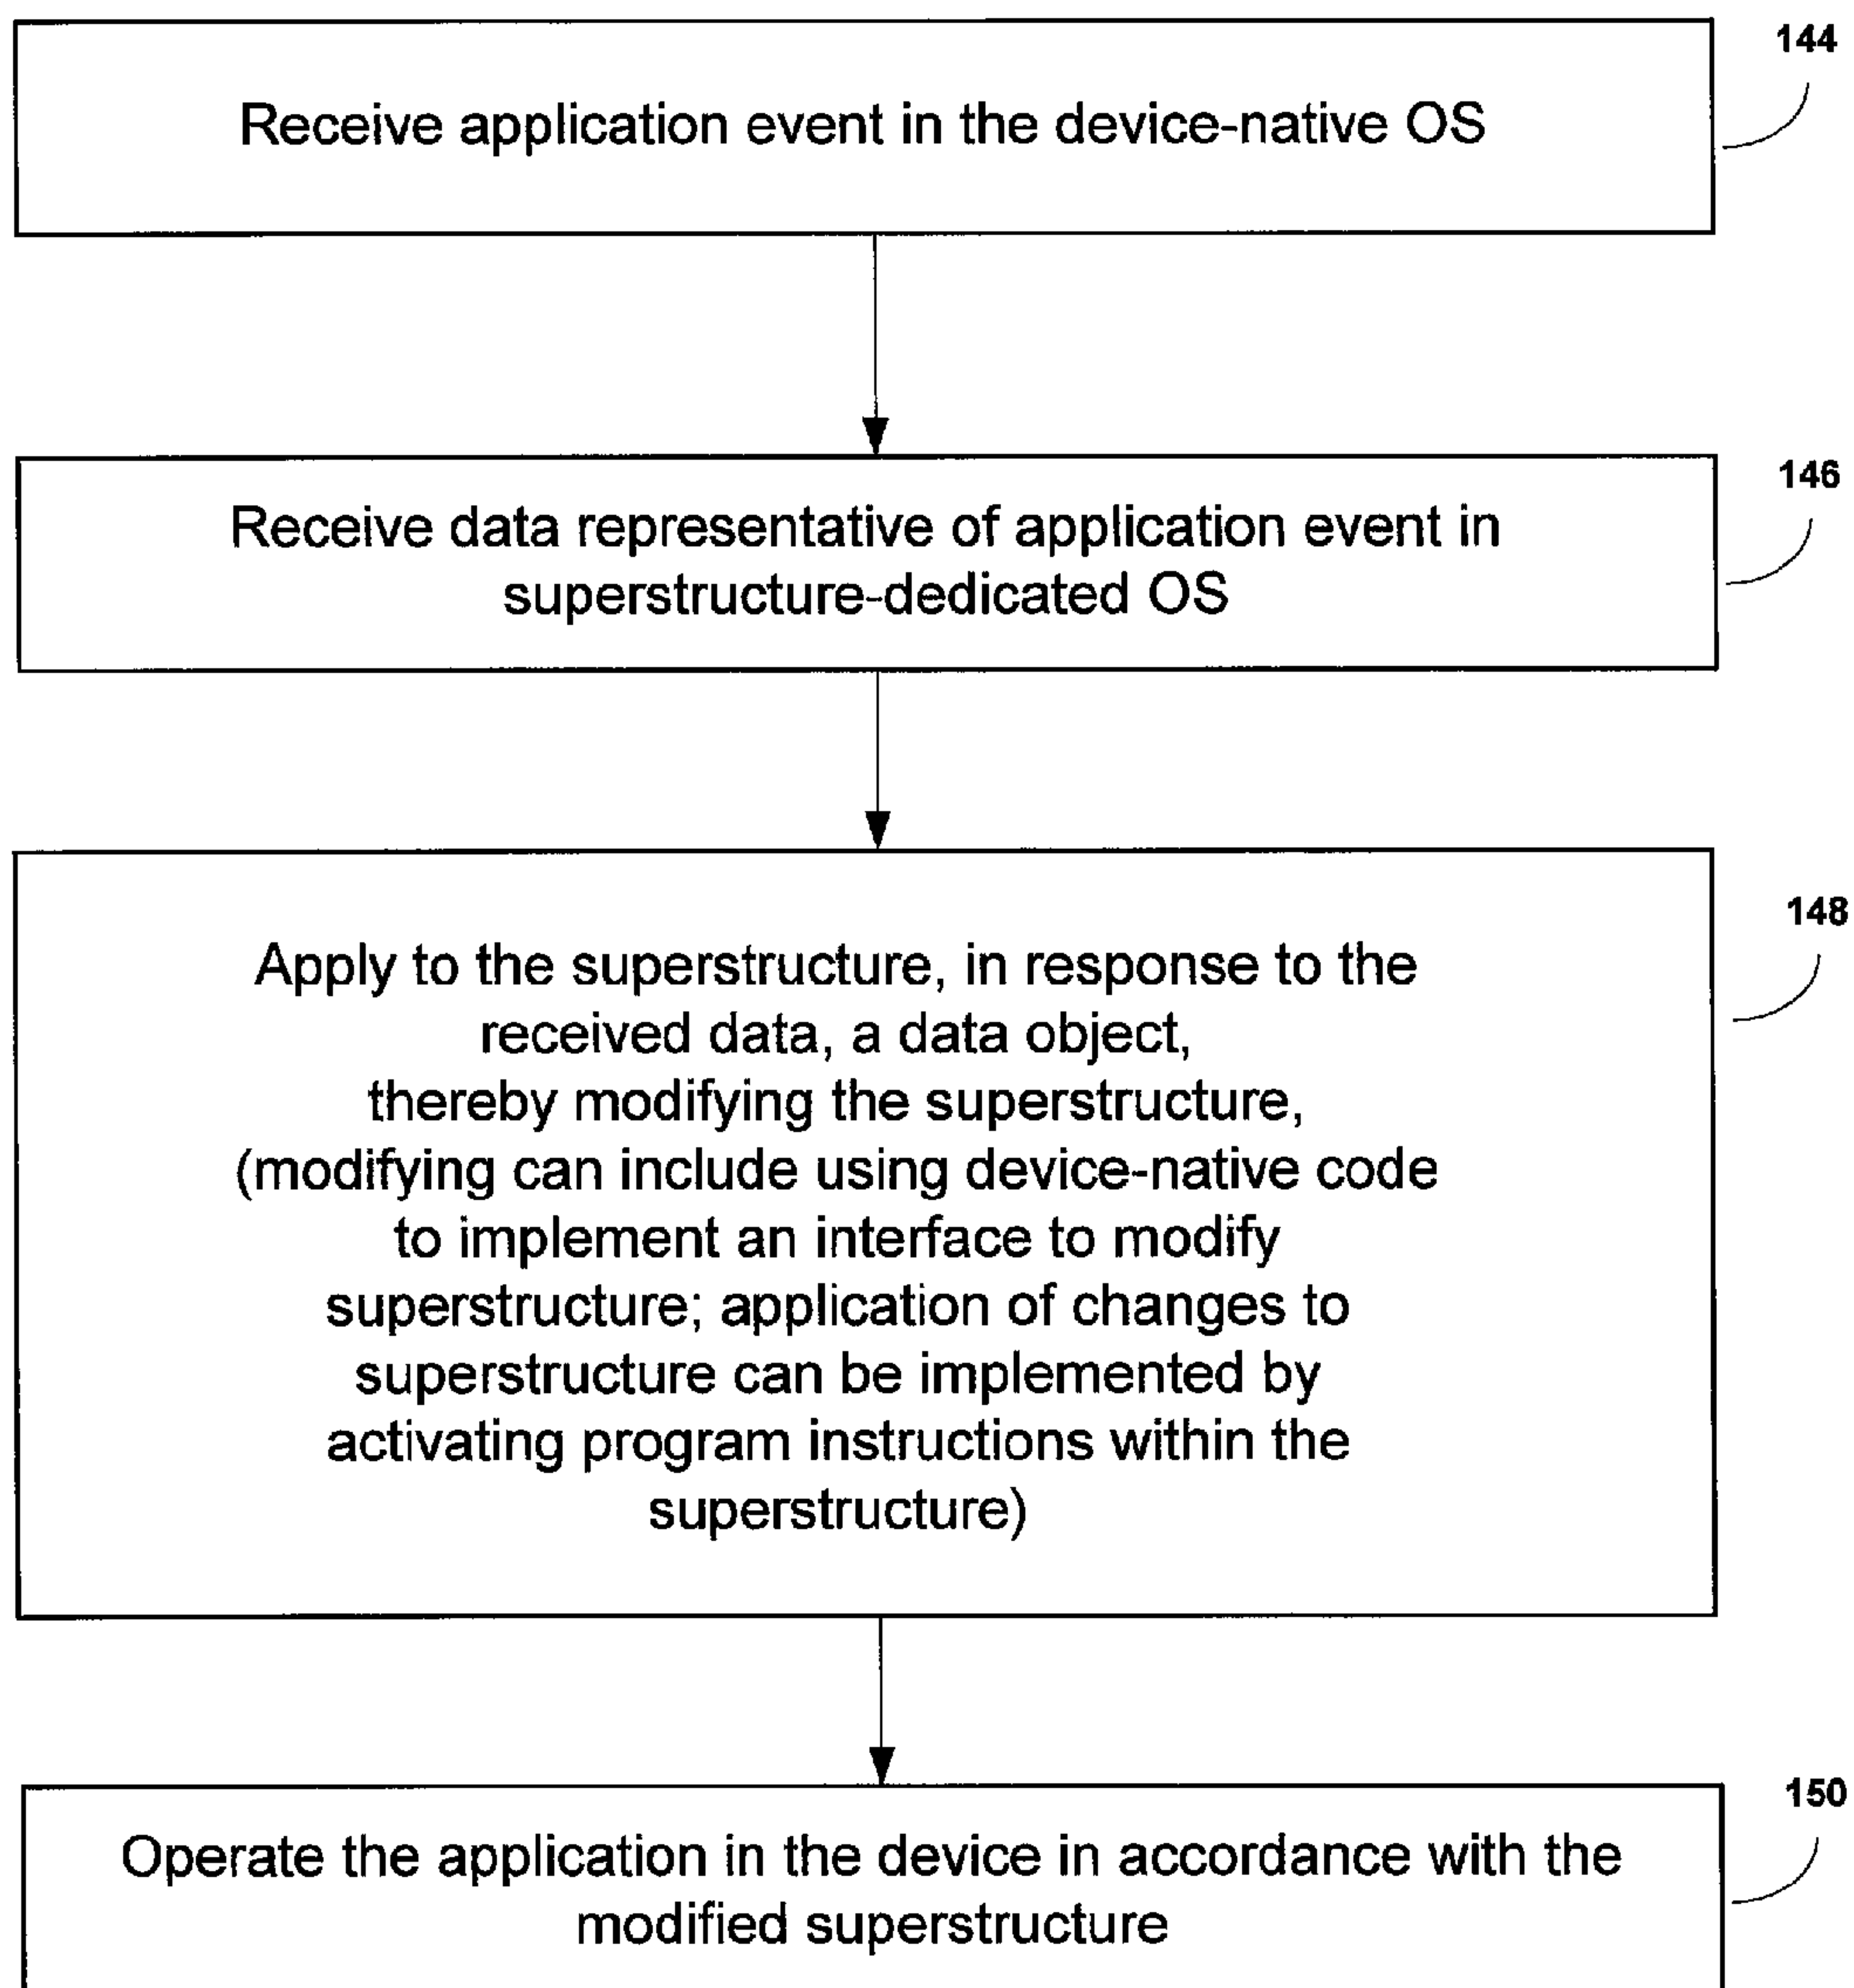 144
Receive application event in the device-native OS
146
Receive data representative of application event in
superstructure-dedicated OS
148
Apply to the superstructure, in response to the
received data, a data object,
thereby modifying the superstructure,
(modifying can include using device-native code
to implement an interface to modify
superstructure; application of changes to
superstructure can be implemented by
activating program instructions within the
superstructure)
150
Operate the application in the device in accordance with the
modified superstructure